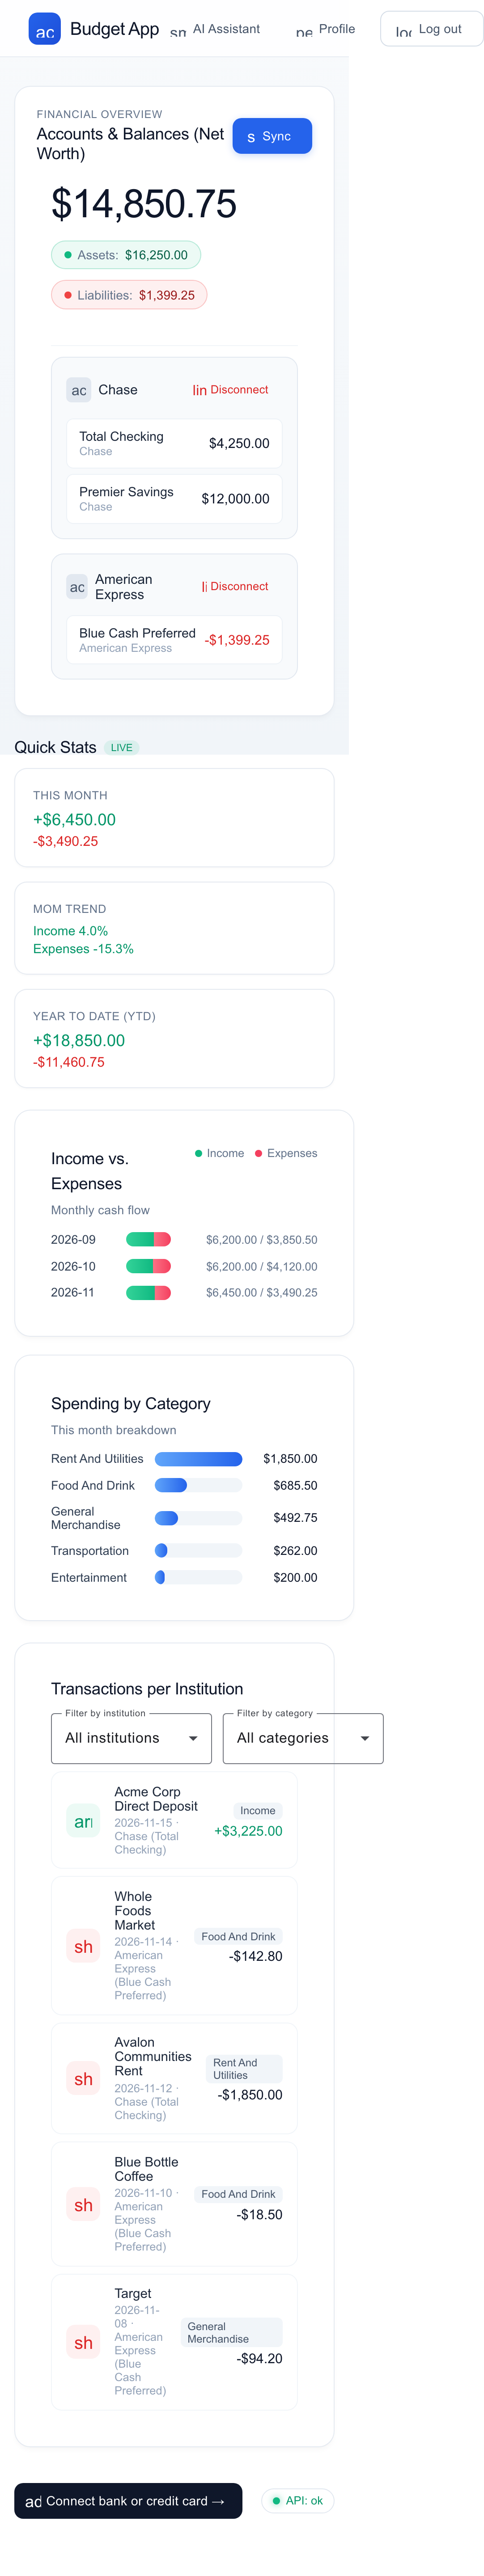 ac Budget App sm AI Assistant pe Profile loc Log out
FINANCIAL OVERVIEW
Accounts & Balances (Net
Worth)
s Sync
$14,850.75
Assets: $16,250.00
Liabilities: $1,399.25
ac Chase lin Disconnect
Total Checking
Chase
$4,250.00
Premier Savings
Chase
$12,000.00
ac American
Express
li Disconnect
Blue Cash Preferred
American Express
-$1,399.25
Quick Stats LIVE
THIS MONTH
+$6,450.00
-$3,490.25
MOM TREND
Income 4.0%
Expenses -15.3%
YEAR TO DATE (YTD)
+$18,850.00
-$11,460.75
Income vs.
Expenses
Income Expenses
Monthly cash flow
2026-09 $6,200.00 / $3,850.50
2026-10 $6,200.00 / $4,120.00
2026-11 $6,450.00 / $3,490.25
Spending by Category
This month breakdown
Rent And Utilities $1,850.00
Food And Drink $685.50
General
Merchandise
$492.75
Transportation $262.00
Entertainment $200.00
Transactions per Institution
Filter by institution
All institutions
Filter by category
All categories
arı
Acme Corp
Direct Deposit
2026-11-15 ·
Chase (Total
Checking)
Income
+$3,225.00
sh
Whole
Foods
Market
2026-11-14 ·
American
Express
(Blue Cash
Preferred)
Food And Drink
-$142.80
sh
Avalon
Communities
Rent
2026-11-12 ·
Chase (Total
Checking)
Rent And
Utilities
-$1,850.00
sh
Blue Bottle
Coffee
2026-11-10 ·
American
Express
(Blue Cash
Preferred)
Food And Drink
-$18.50
sh
Target
2026-11-
08 ·
American
Express
(Blue
Cash
Preferred)
General
Merchandise
-$94.20
ad Connect bank or credit card →
API: ok